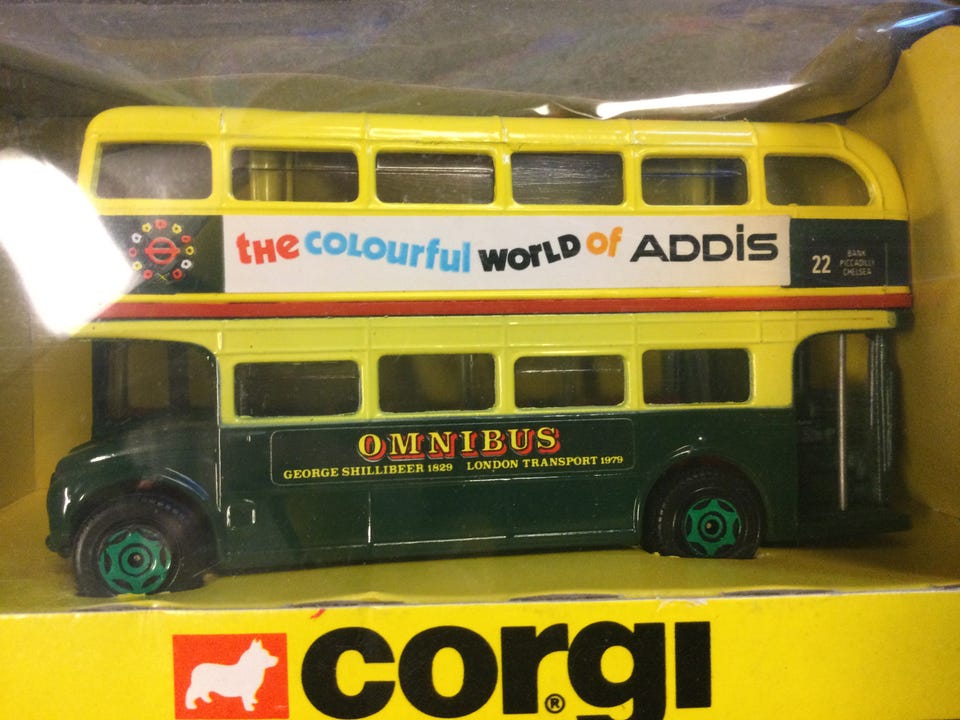 the COLOURful WORLD of ADDiS
22
BANK
PICCADILLY
CHELSEA
OMNIBUS
GEORGE SHILLIBEER 1829 LONDON TRANSPORT 1979
corgi
®